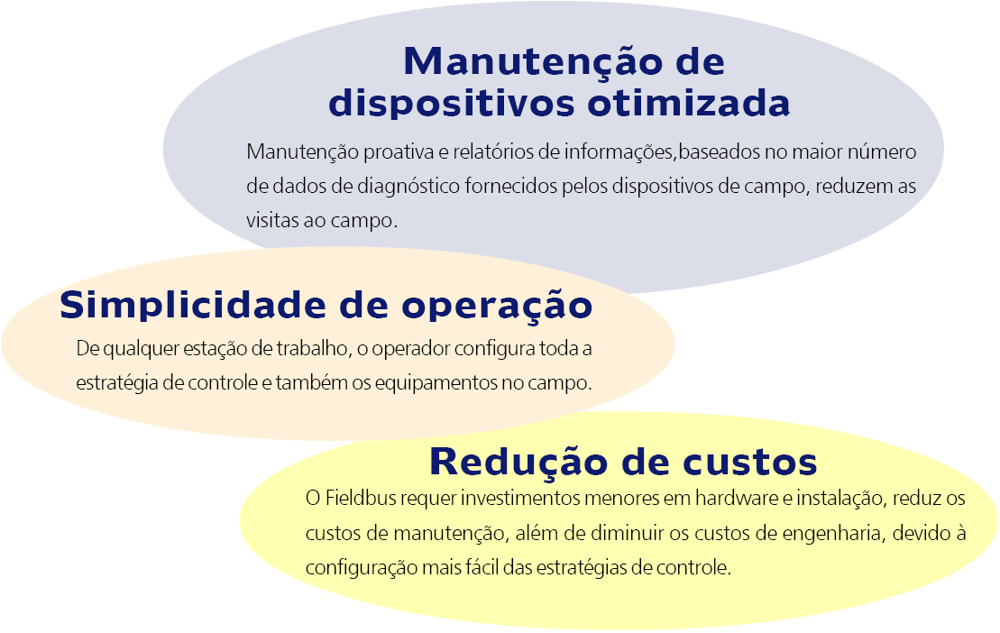 Manutenção de
dispositivos otimizada
Manutenção proativa e relatórios de informações,baseados no maior número
de dados de diagnóstico fornecidos pelos dispositivos de campo, reduzem as
visitas ao campo.
Simplicidade de operação
De qualquer estação de trabalho, o operador configura toda a
estratégia de controle e também os equipamentos no campo.
Redução de custos
O Fieldbus requer investimentos menores em hardware e instalação, reduz os
custos de manutenção, além de diminuir os custos de engenharia, devido à
configuração mais fácil das estratégias de controle.